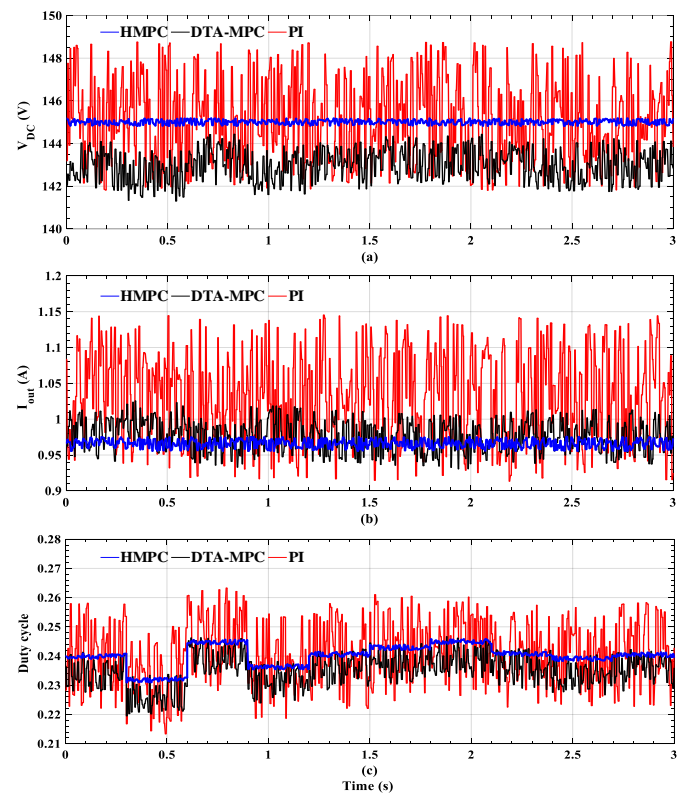 150
HMPC DTA-MPC PI
148
146
V_DC (V)
144
142
140
0 0.5 1 1.5 2 2.5 3
(a)
1.2
HMPC DTA-MPC PI
1.15
1.1
I_out (A)
1.05
1
0.95
0.9
0 0.5 1 1.5 2 2.5 3
(b)
0.28
HMPC DTA-MPC PI
0.27
0.26
0.25
Duty cycle
0.24
0.23
0.22
0.21
0 0.5 1 1.5 2 2.5 3
(c)
Time (s)